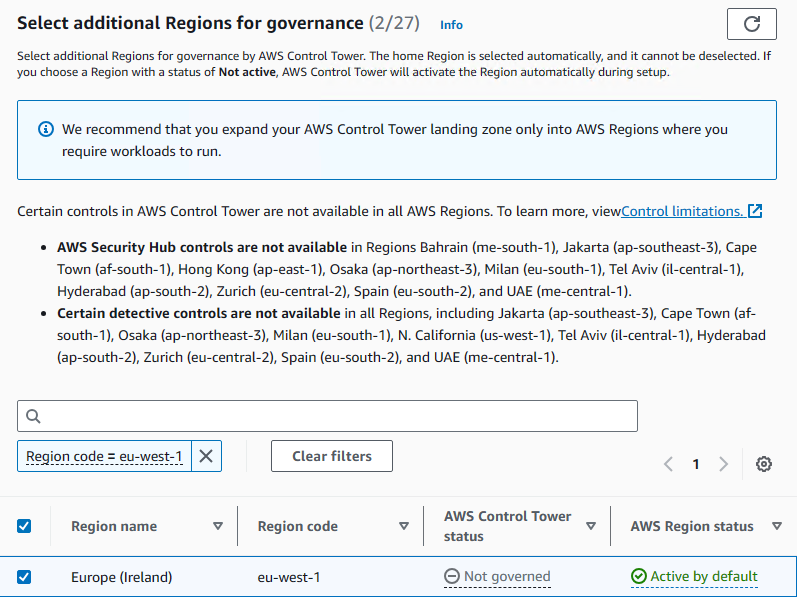 Select additional Regions for governance (2/27) Info
Select additional Regions for governance by AWS Control Tower. The home Region is selected automatically, and it cannot be deselected. If
you choose a Region with a status of Not active, AWS Control Tower will activate the Region automatically during setup.
We recommend that you expand your AWS Control Tower landing zone only into AWS Regions where you
require workloads to run.
Certain controls in AWS Control Tower are not available in all AWS Regions. To learn more, viewControl limitations.
• AWS Security Hub controls are not available in Regions Bahrain (me-south-1), Jakarta (ap-southeast-3), Cape
Town (af-south-1), Hong Kong (ap-east-1), Osaka (ap-northeast-3), Milan (eu-south-1), Tel Aviv (il-central-1),
Hyderabad (ap-south-2), Zurich (eu-central-2), Spain (eu-south-2), and UAE (me-central-1).
• Certain detective controls are not available in all Regions, including Jakarta (ap-southeast-3), Cape Town (af-
south-1), Osaka (ap-northeast-3), Milan (eu-south-1), N. California (us-west-1), Tel Aviv (il-central-1), Hyderabad
(ap-south-2), Zurich (eu-central-2), Spain (eu-south-2), and UAE (me-central-1).
Region code = eu-west-1
Clear filters
1
Region name
Region code
AWS Control Tower
status
AWS Region status
Europe (Ireland)
eu-west-1
Not governed
Active by default